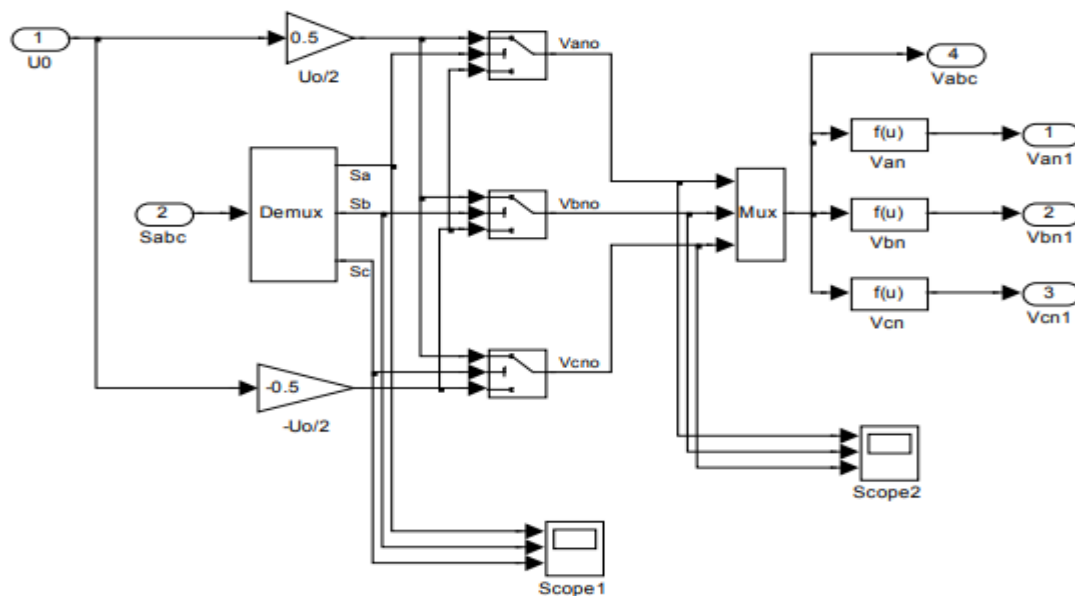 1
U0
0.5
Uo/2
Vano
4
Vabc
f(u)
Van
1
Van1
Demux
Sa
Sb
Sc
2
Sabc
Vbno
Mux
f(u)
Vbn
2
Vbn1
f(u)
Vcn
3
Vcn1
Vcno
-0.5
-Uo/2
Scope2
Scope1